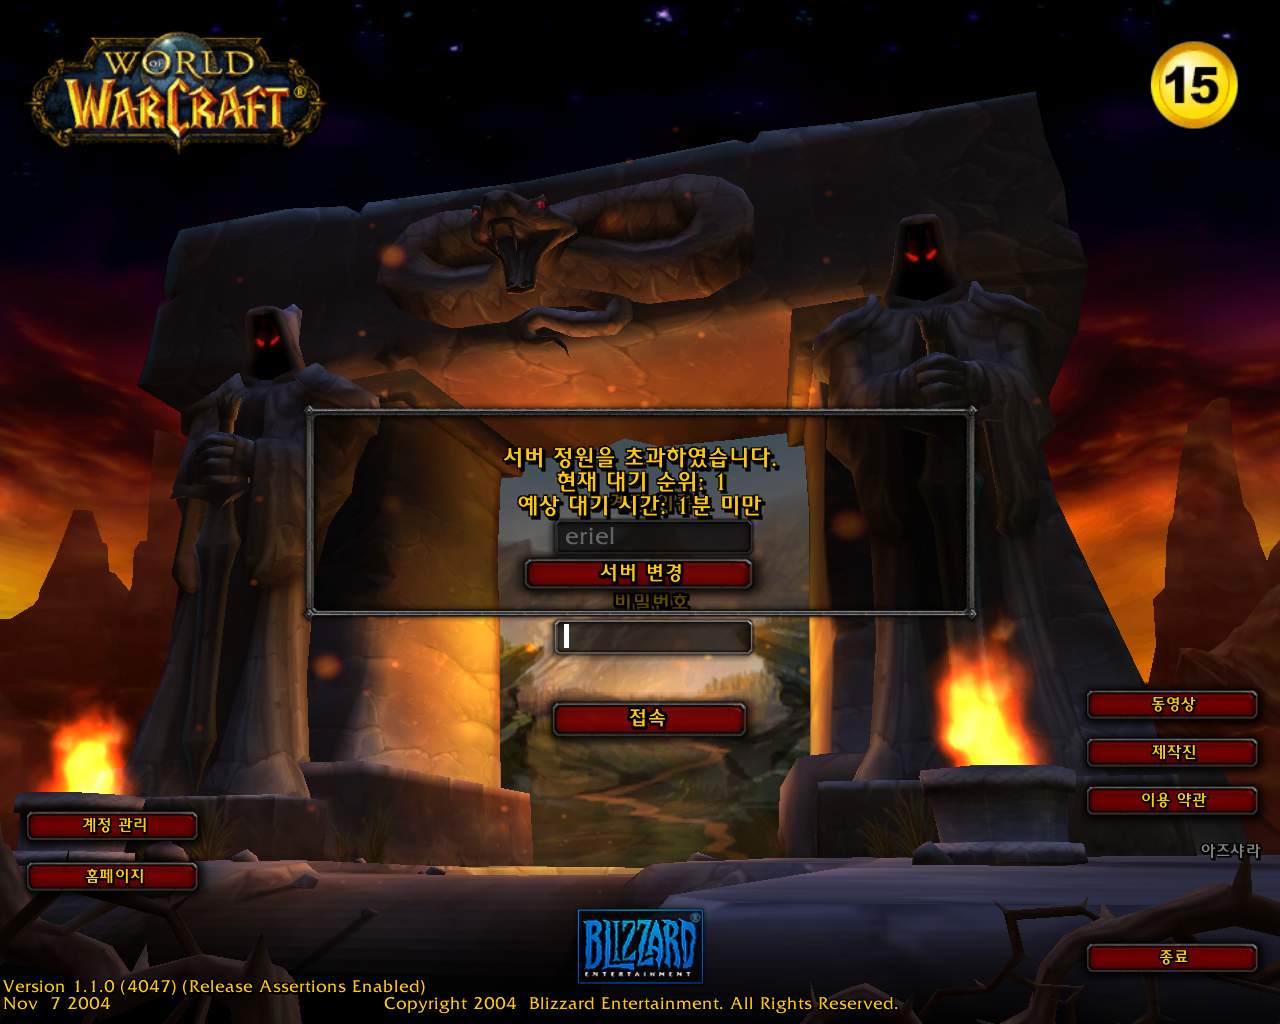 WORLD
OF
WARCRAFT®
15
서버 정원을 초과하였습니다.
현재 대기 순위: 1
예상 대기 시간: 1분 미만
eriel
서버 변경
비밀번호
접속
동영상
제작진
이용 약관
계정 관리
아즈샤라
홈페이지
BLIZZARD®
ENTERTAINMENT
종료
Version 1.1.0 (4047) (Release Assertions Enabled)
Nov 7 2004
Copyright 2004 Blizzard Entertainment. All Rights Reserved.